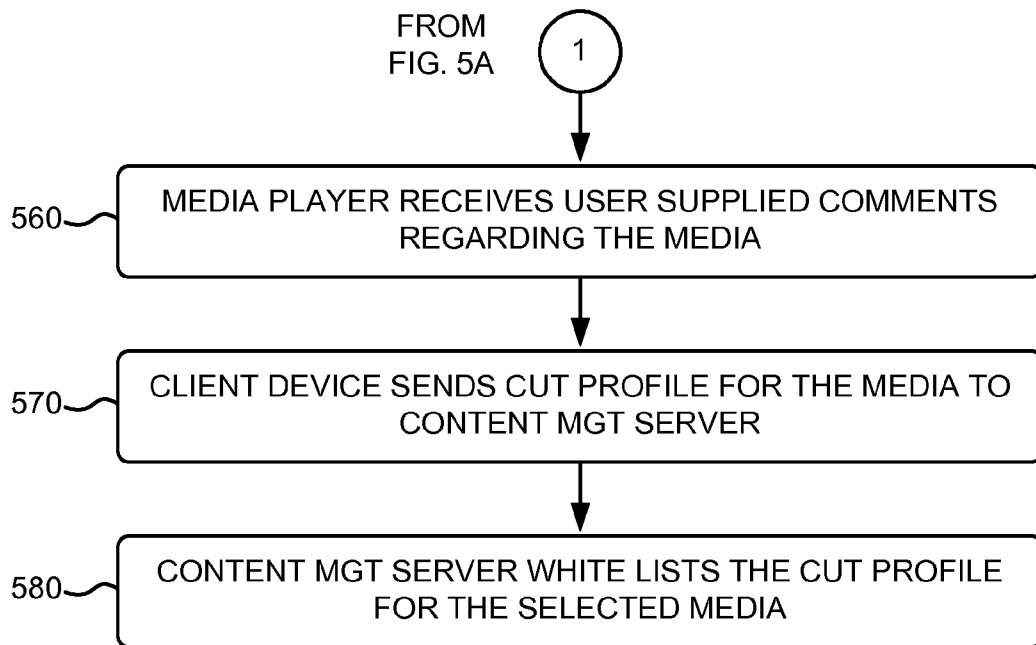 FROM
FIG. 5A
1
560
MEDIA PLAYER RECEIVES USER SUPPLIED COMMENTS
REGARDING THE MEDIA
570
CLIENT DEVICE SENDS CUT PROFILE FOR THE MEDIA TO
CONTENT MGT SERVER
580
CONTENT MGT SERVER WHITE LISTS THE CUT PROFILE
FOR THE SELECTED MEDIA